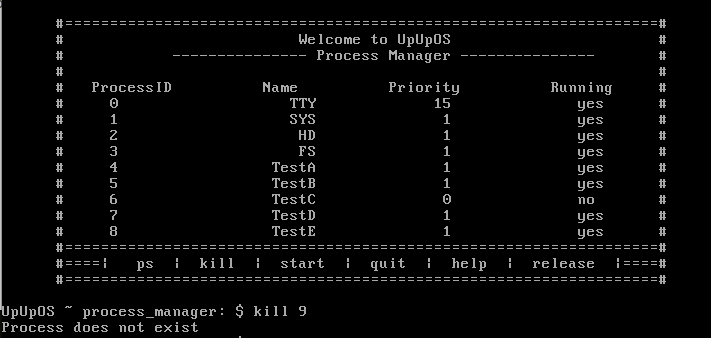 #==================================================================#
# Welcome to UpUpOS #
# --------------- Process Manager --------------- #
# #
# ProcessID Name Priority Running #
# 0 TTY 15 yes #
# 1 SYS 1 yes #
# 2 HD 1 yes #
# 3 FS 1 yes #
# 4 TestA 1 yes #
# 5 TestB 1 yes #
# 6 TestC 0 no #
# 7 TestD 1 yes #
# 8 TestE 1 yes #
#==================================================================#
#====¦ ps ¦ kill ¦ start ¦ quit ¦ help ¦ release ¦====#
#==================================================================#
UpUpOS ~ process_manager: $ kill 9
Process does not exist